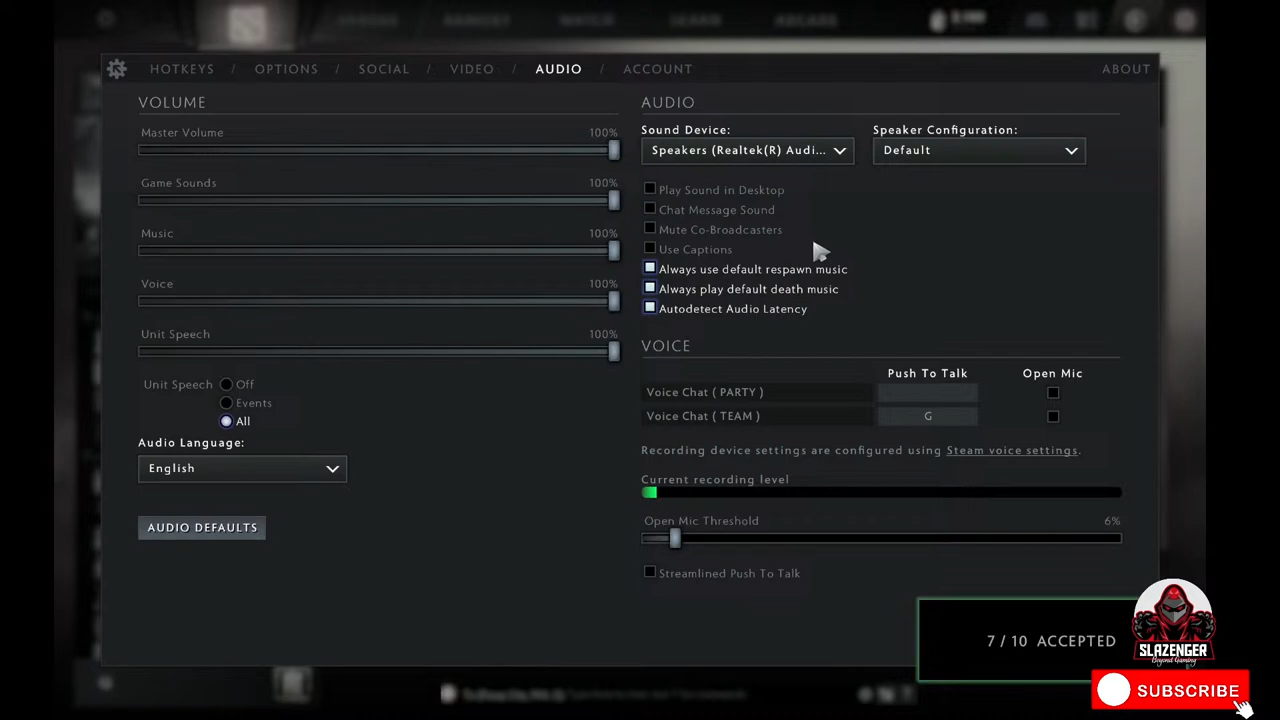 HOTKEYS / OPTIONS / SOCIAL / VIDEO / AUDIO / ACCOUNT ABOUT
VOLUME
Master Volume 100%
Game Sounds 100%
Music 100%
Voice 100%
Unit Speech 100%
Unit Speech Off
Events
All
Audio Language:
English
AUDIO DEFAULTS
AUDIO
Sound Device: Speaker Configuration:
Speakers (Realtek(R) Audi... Default
Play Sound in Desktop
Chat Message Sound
Mute Co-Broadcasters
Use Captions
Always use default respawn music
Always play default death music
Autodetect Audio Latency
VOICE
Push To Talk Open Mic
Voice Chat ( PARTY )
Voice Chat ( TEAM ) G
Recording device settings are configured using Steam voice settings.
Current recording level
Open Mic Threshold 6%
Streamlined Push To Talk
7 / 10 ACCEPTED
SLAZENGER
Beyond Gaming
SUBSCRIBE